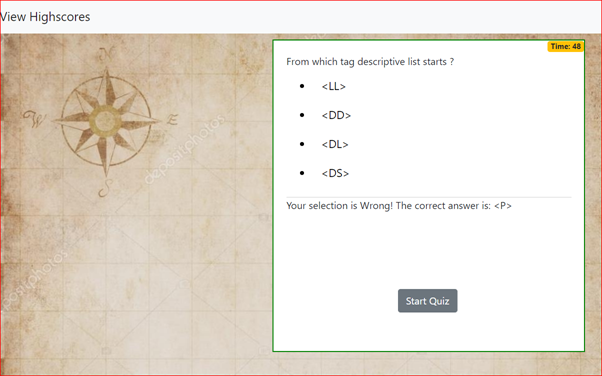 View Highscores
Time: 48
From which tag descriptive list starts ?
<LL>
<DD>
<DL>
<DS>
Your selection is Wrong! The correct answer is: <P>
Start Quiz
N
W
E
S
depositphotos
depositphotos